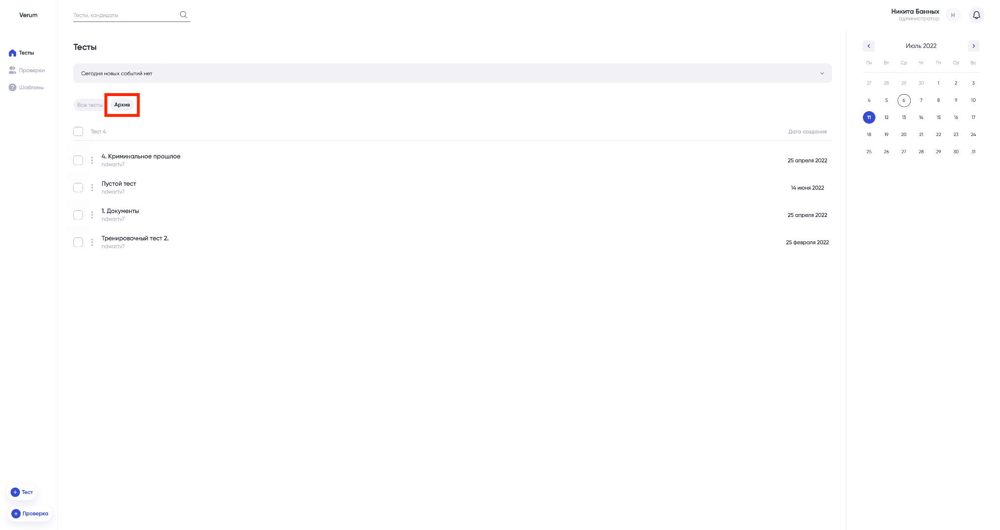 Verum
Тесты, кандидаты
Никита Банных
администратор
Н
Тесты
Проверки
Шаблоны
Тесты
Сегодня новых событий нет
Все тесты
Архив
Тест 4
Дата создания
4. Криминальное прошлое
ndwartv7
25 апреля 2022
Пустой тест
ndwartv7
14 июня 2022
1. Документы
ndwartv7
25 апреля 2022
Тренировочный тест 2.
ndwartv7
25 февраля 2022
Июль 2022
Пн Вт Ср Чт Пт Сб Вс
27 28 29 30 1 2 3
4 5 6 7 8 9 10
11 12 13 14 15 16 17
18 19 20 21 22 23 24
25 26 27 28 29 30 31
+ Тест
+ Проверка